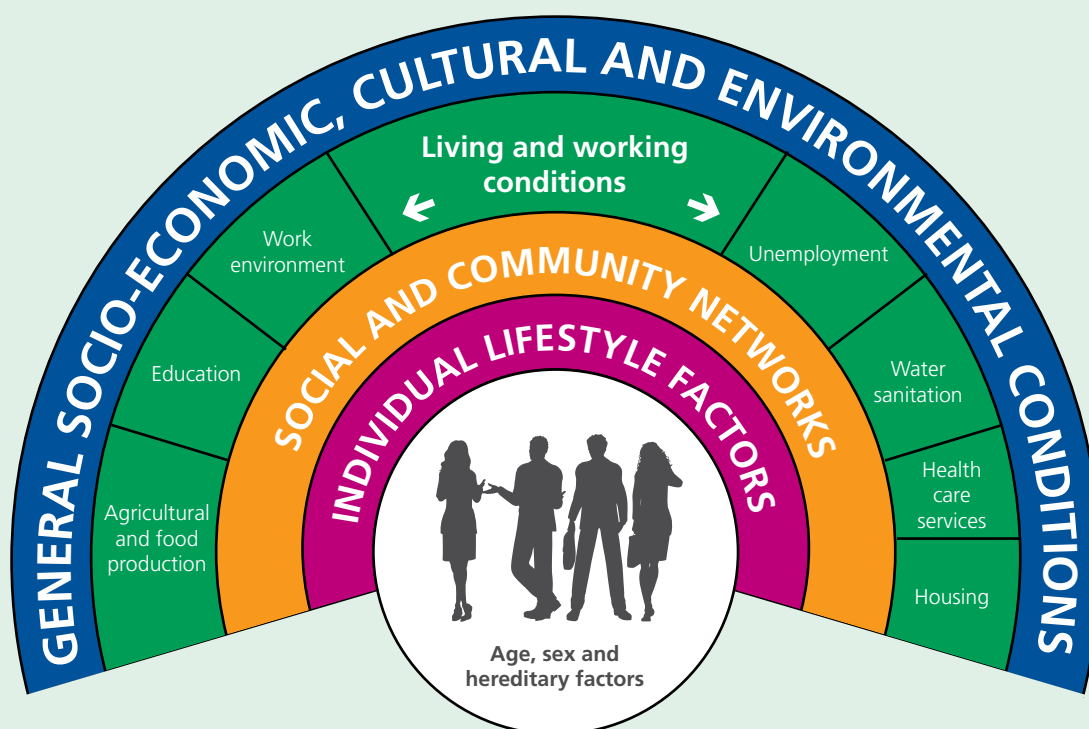 GENERAL SOCIO-ECONOMIC, CULTURAL AND ENVIRONMENTAL CONDITIONS
Living and working
conditions
Agricultural
and food
production
Education
Work
environment
Unemployment
Water
sanitation
Health
care
services
Housing
SOCIAL AND COMMUNITY NETWORKS
INDIVIDUAL LIFESTYLE FACTORS
Age, sex and
hereditary factors